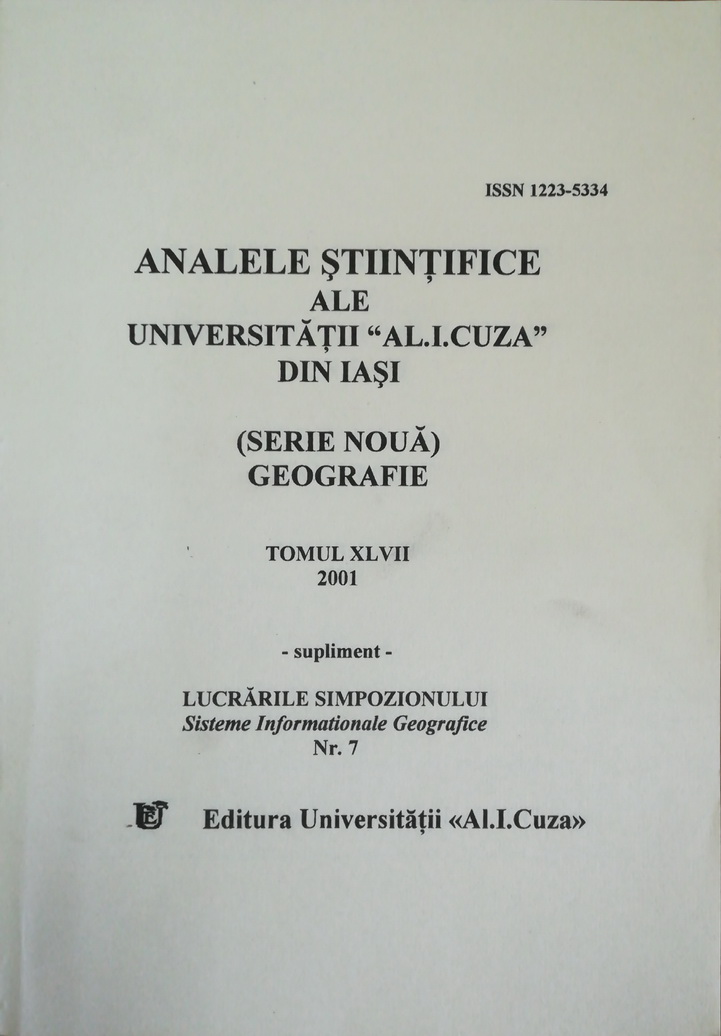 ISSN 1223-5334
ANALELE ŞTIINŢIFICE
ALE
UNIVERSITĂŢII “AL.I.CUZA”
DIN IAŞI
(SERIE NOUĂ)
GEOGRAFIE
TOMUL XLVII
2001
- supliment -
LUCRĂRILE SIMPOZIONULUI
Sisteme Informationale Geografice
Nr. 7
Editura Universităţii «Al.I.Cuza»